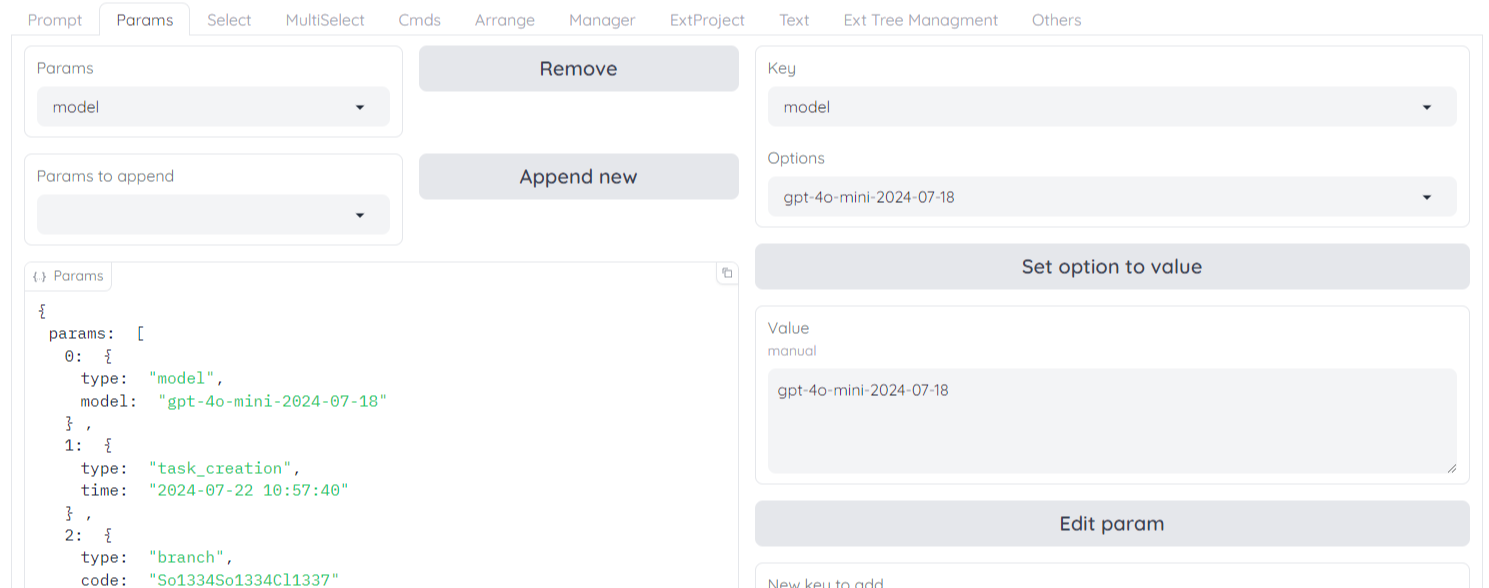 Prompt Params Select MultiSelect Cmds Arrange Manager ExtProject Text Ext Tree Managment Others
Params
model
Remove
Params to append
Append new
{} Params
{
params: [
0: {
type: "model",
model: "gpt-4o-mini-2024-07-18"
} ,
1: {
type: "task_creation",
time: "2024-07-22 10:57:40"
} ,
2: {
type: "branch",
code: "So1334So1334Cl1337"
Key
model
Options
gpt-4o-mini-2024-07-18
Set option to value
Value
manual
gpt-4o-mini-2024-07-18
Edit param
New key to add